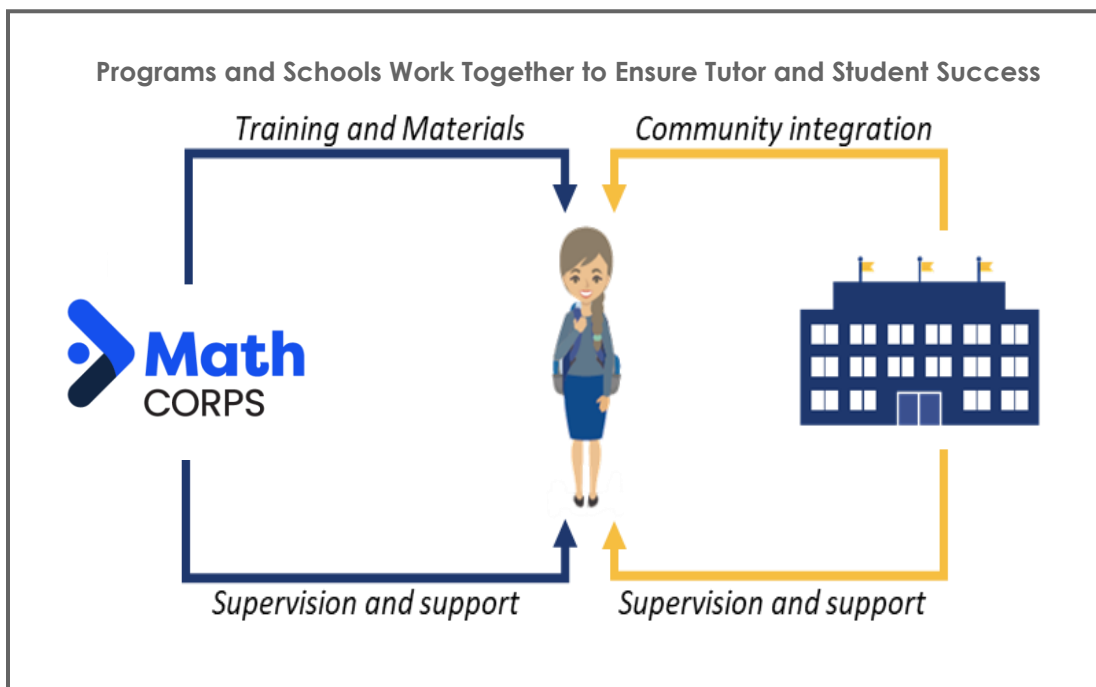 Programs and Schools Work Together to Ensure Tutor and Student Success
Training and Materials
Community integration
Math
CORPS
Supervision and support
Supervision and support